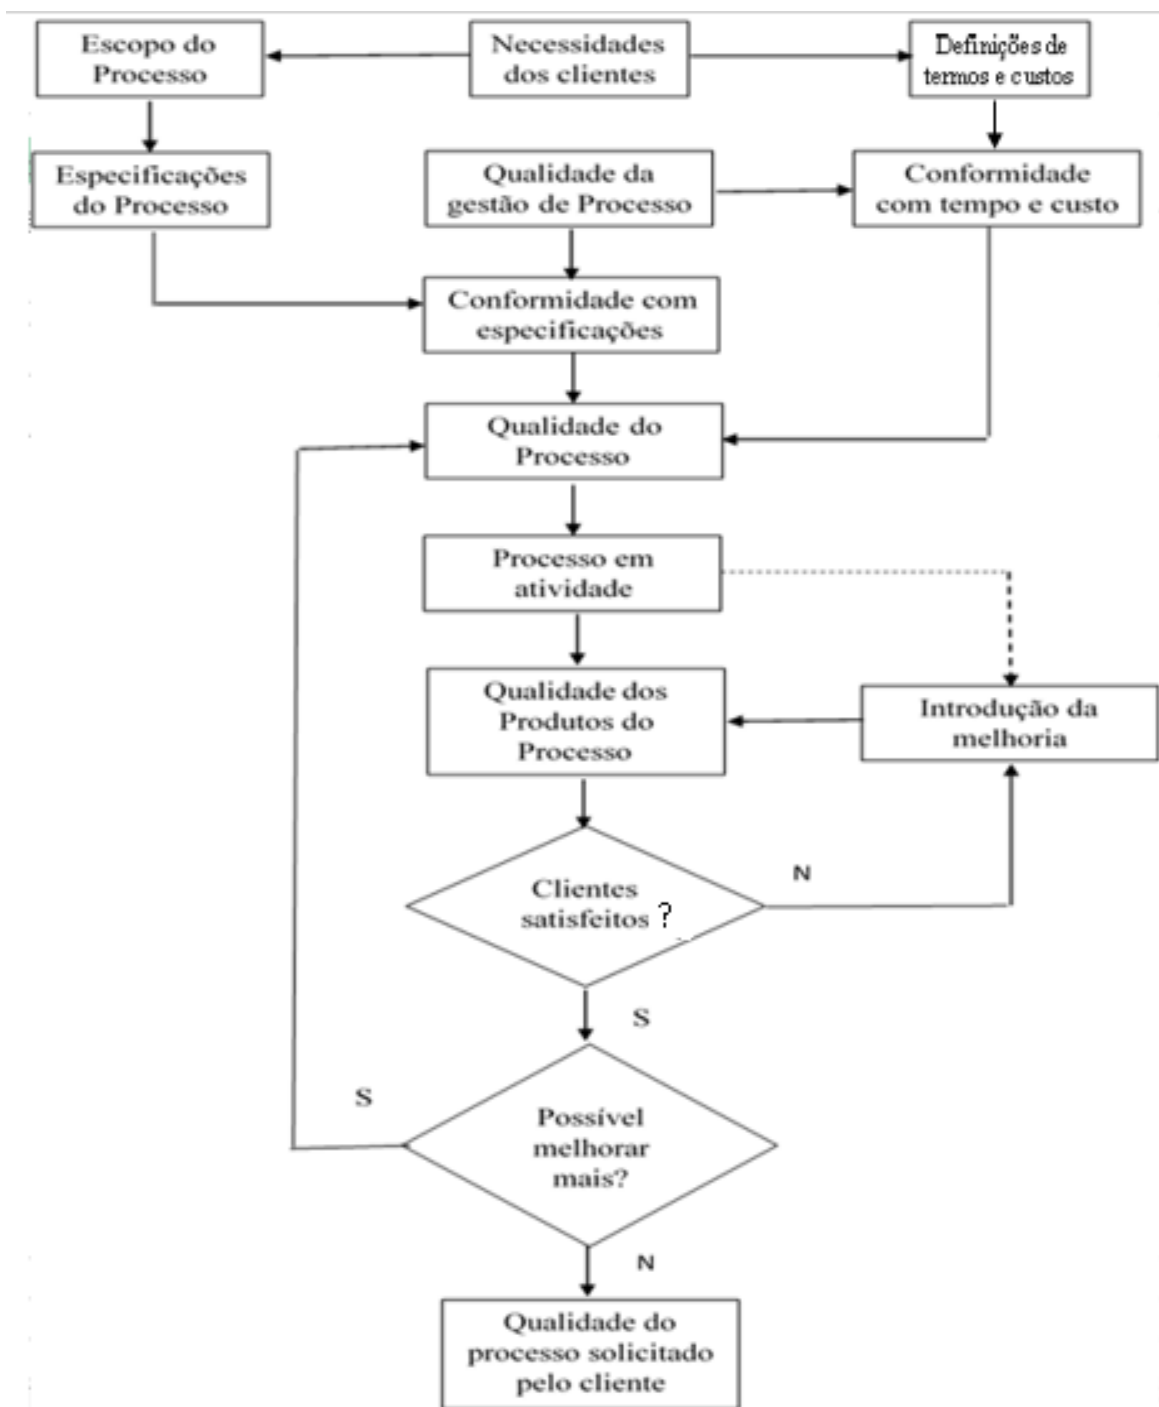 Escopo do
Processo
Necessidades
dos clientes
Definições de
termos e custos
Especificações
do Processo
Qualidade da
gestão de Processo
Conformidade
com tempo e custo
Conformidade com
especificações
Qualidade do
Processo
Processo em
atividade
Qualidade dos
Produtos do
Processo
Introdução da
melhoria
Clientes
satisfeitos ?
N
S
S
Possível
melhorar
mais?
N
Qualidade do
processo solicitado
pelo cliente